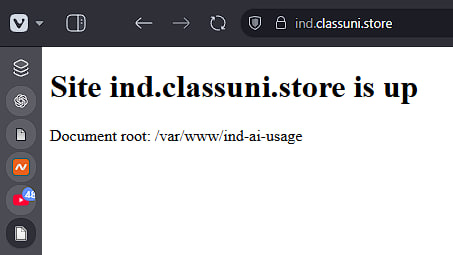 ind.classuni.store
Site ind.classuni.store is up
Document root: /var/www/ind-ai-usage